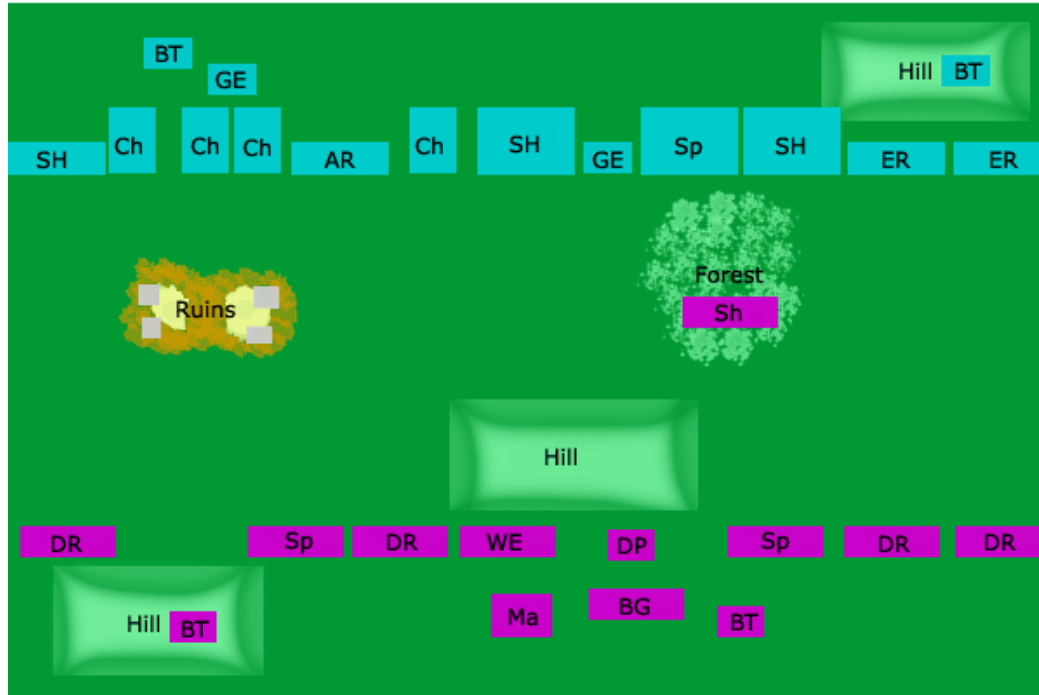 BT
GE
Hill BT
SH
Ch
Ch
Ch
AR
Ch
SH
GE
Sp
SH
ER
ER
Ruins
Forest
Sh
Hill
DR
Sp
DR
WE
DP
Sp
DR
DR
Hill BT
Ma
BG
BT